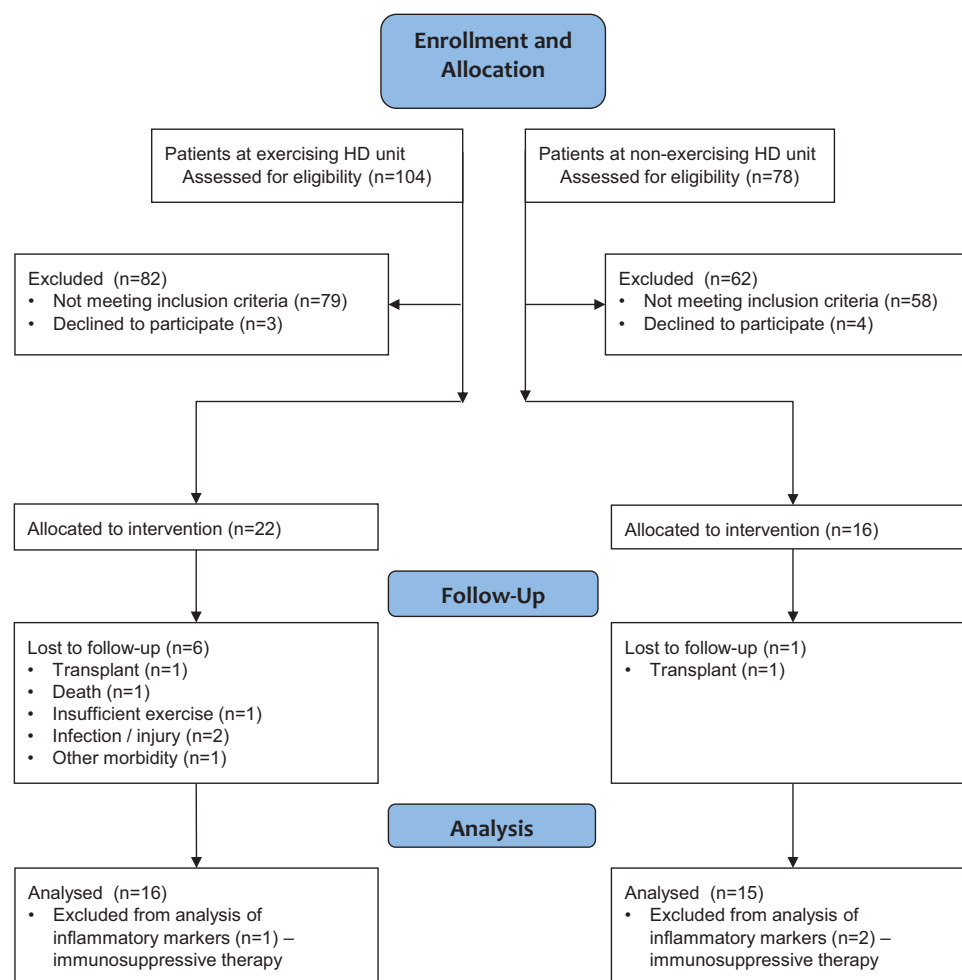 Enrollment and
Allocation
Patients at exercising HD unit
Assessed for eligibility (n=104)
Patients at non-exercising HD unit
Assessed for eligibility (n=78)
Excluded (n=82)
• Not meeting inclusion criteria (n=79)
• Declined to participate (n=3)
Excluded (n=62)
• Not meeting inclusion criteria (n=58)
• Declined to participate (n=4)
Allocated to intervention (n=22)
Allocated to intervention (n=16)
Follow-Up
Lost to follow-up (n=6)
• Transplant (n=1)
• Death (n=1)
• Insufficient exercise (n=1)
• Infection / injury (n=2)
• Other morbidity (n=1)
Lost to follow-up (n=1)
• Transplant (n=1)
Analysis
Analysed (n=16)
• Excluded from analysis of
inflammatory markers (n=1) –
immunosuppressive therapy
Analysed (n=15)
• Excluded from analysis of
inflammatory markers (n=2) –
immunosuppressive therapy